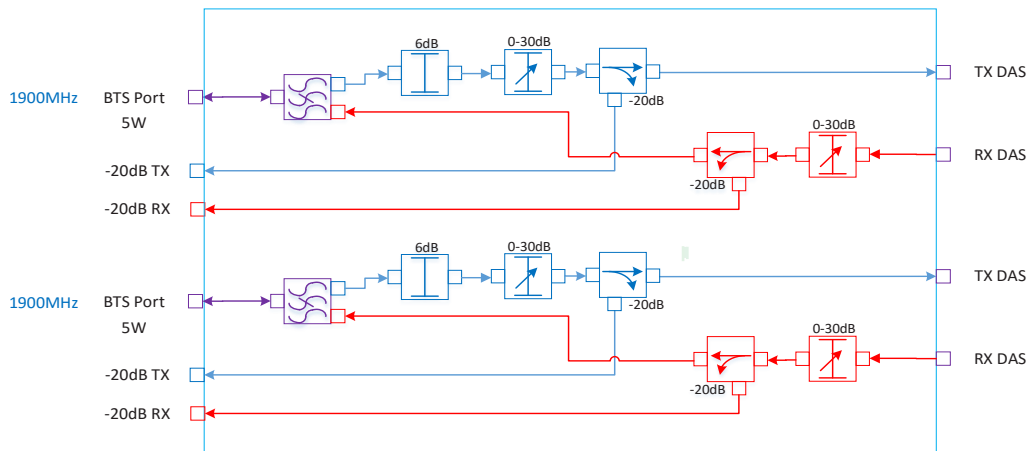 6dB
0-30dB
TX DAS
1900MHz
BTS Port
5W
-20dB
0-30dB
RX DAS
-20dB TX
-20dB
-20dB RX
6dB
0-30dB
TX DAS
1900MHz
BTS Port
5W
-20dB
0-30dB
RX DAS
-20dB TX
-20dB
-20dB RX